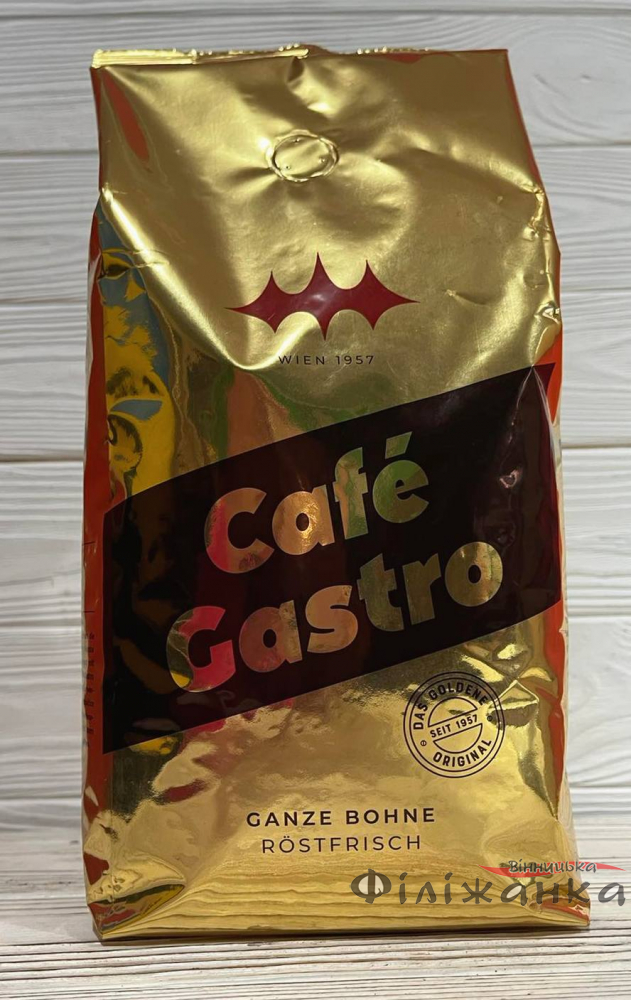 WIEN 1957
Café
Gastro
DAS GOLDENE
SEIT 1957
ORIGINAL
GANZE BOHNE
RÖSTFRISCH
Вінницька
Філіжанка